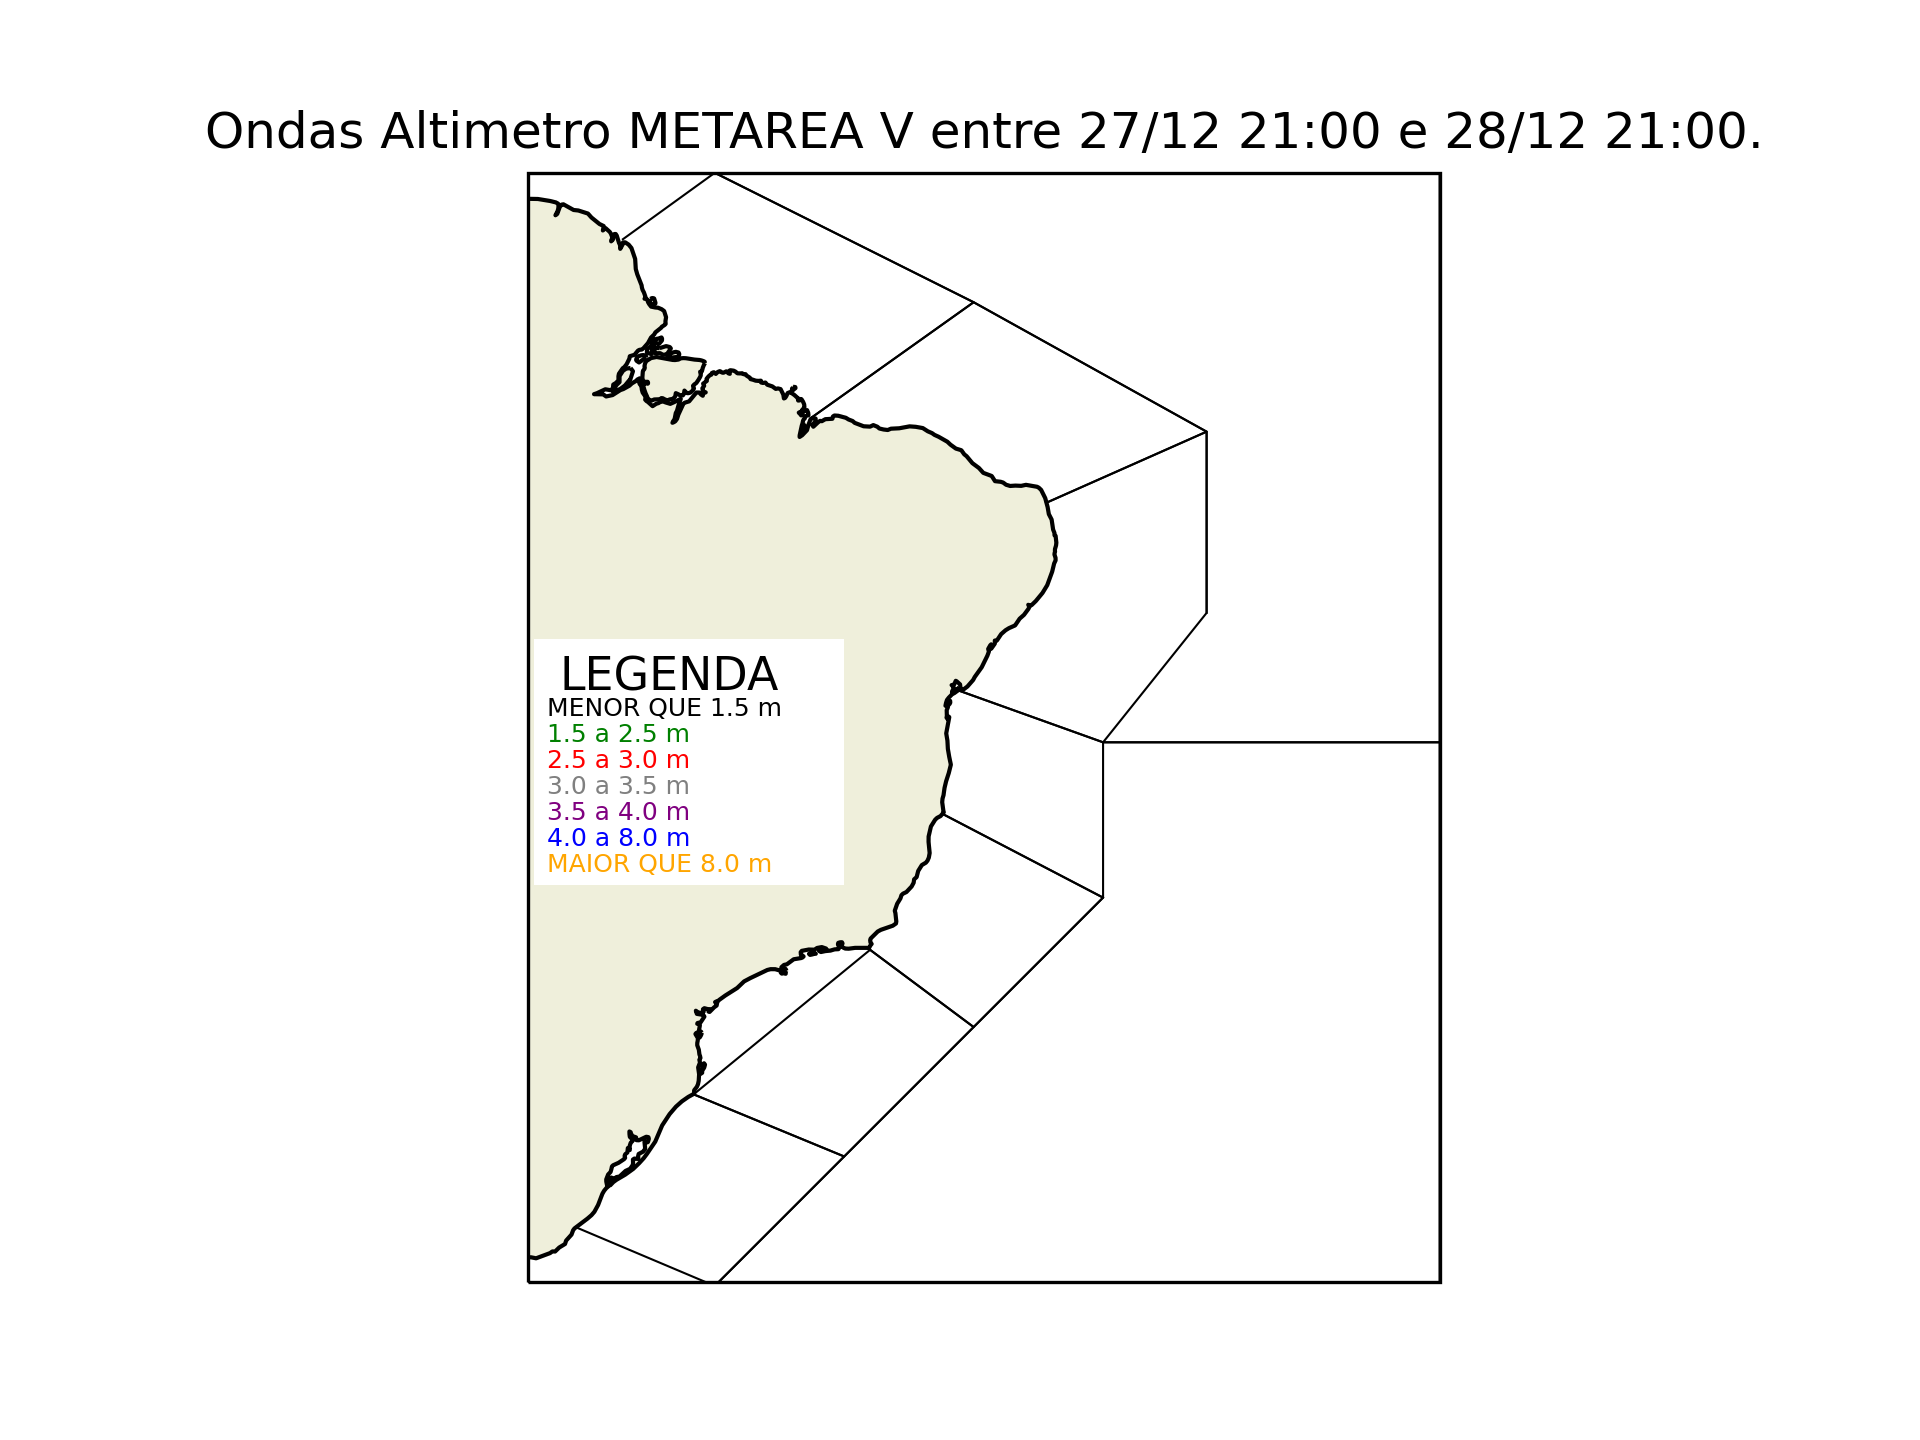 Ondas Altimetro METAREA V entre 27/12 21:00 e 28/12 21:00.
LEGENDA
MENOR QUE 1.5 m
1.5 a 2.5 m
2.5 a 3.0 m
3.0 a 3.5 m
3.5 a 4.0 m
4.0 a 8.0 m
MAIOR QUE 8.0 m